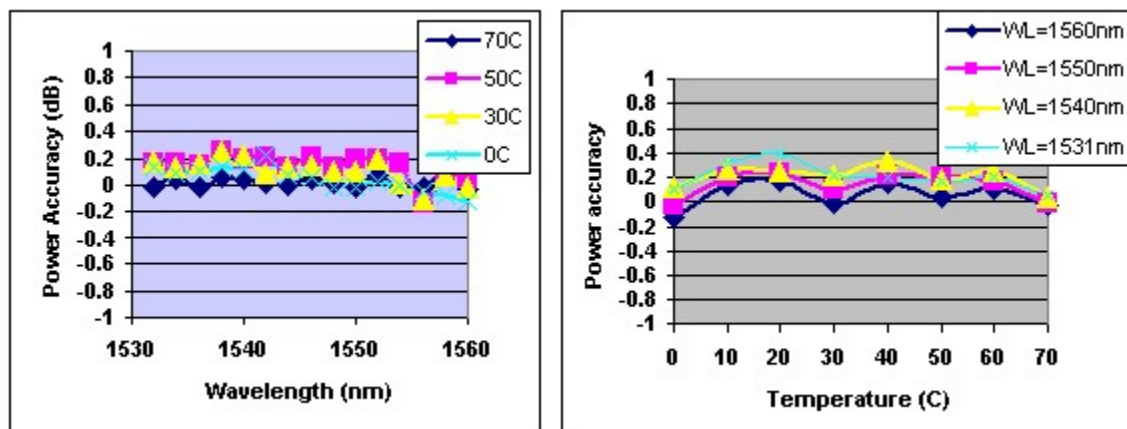 70C
50C
30C
0C
Power Accuracy (dB)
1
0.8
0.6
0.4
0.2
0
-0.2
-0.4
-0.6
-0.8
-1
1530 1540 1550 1560
Wavelength (nm)
WL=1560nm
WL=1550nm
WL=1540nm
WL=1531nm
Power accuracy
1
0.8
0.6
0.4
0.2
0
-0.2
-0.4
-0.6
-0.8
-1
0 10 20 30 40 50 60 70
Temperature (C)